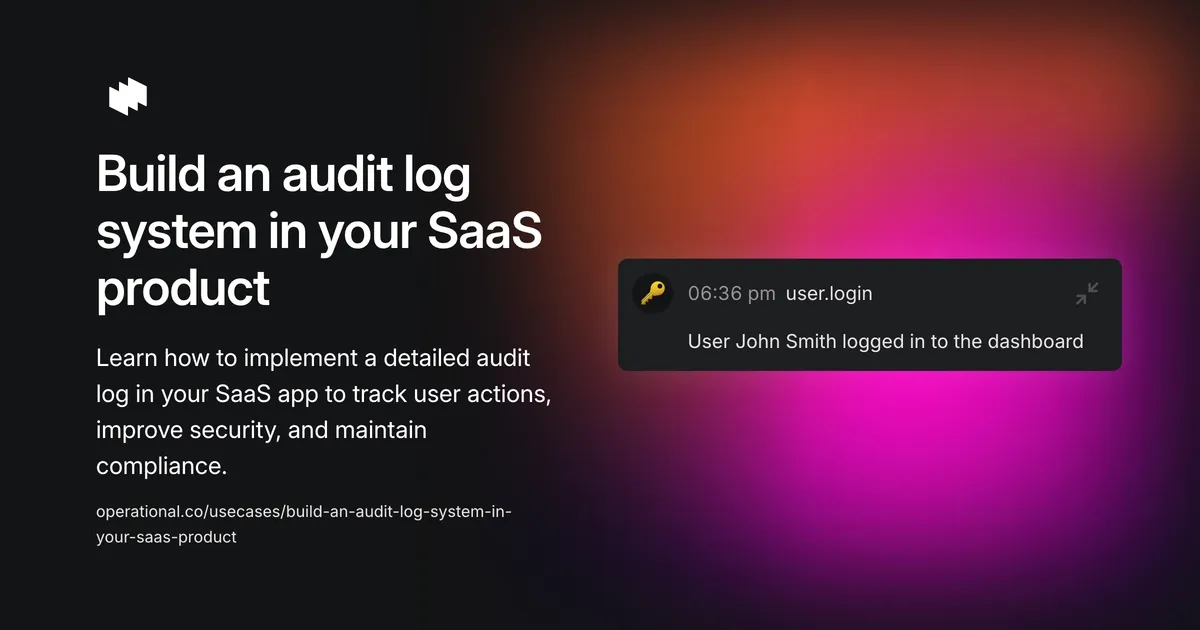 Build an audit log
system in your SaaS
product
Learn how to implement a detailed audit
log in your SaaS app to track user actions,
improve security, and maintain
compliance.
operational.co/usecases/build-an-audit-log-system-in-
your-saas-product
06:36 pm user.login
User John Smith logged in to the dashboard